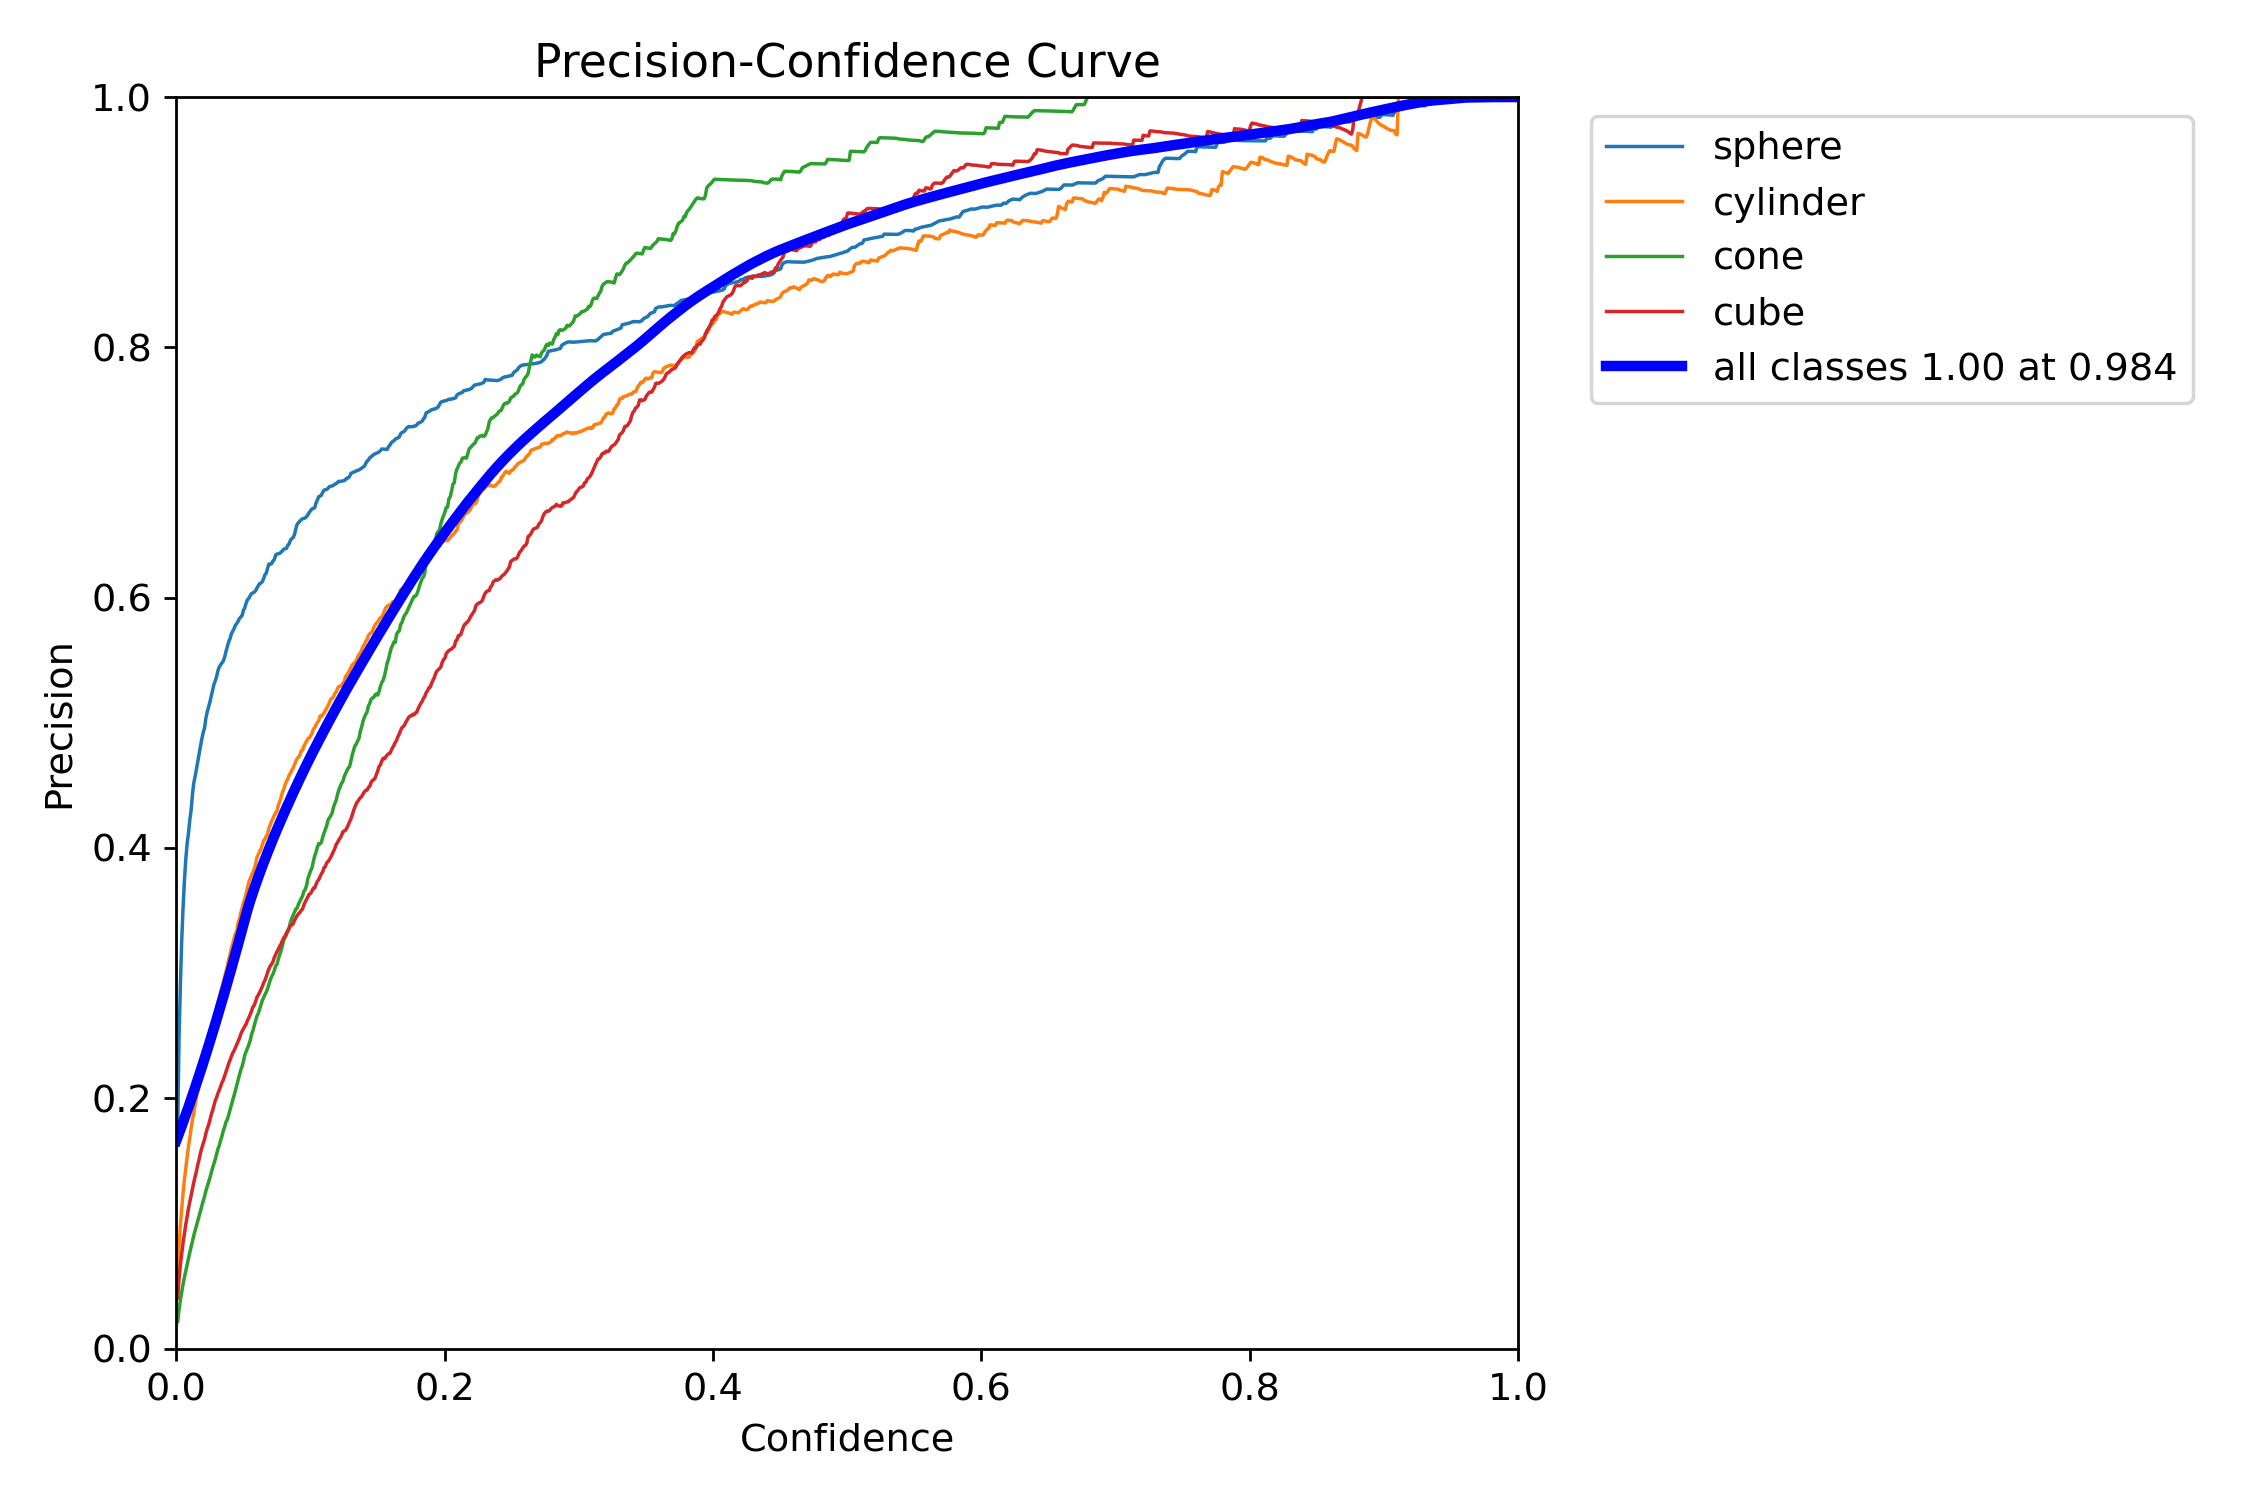 Precision-Confidence Curve
1.0
0.8
0.6
0.4
0.2
0.0
Precision
0.0 0.2 0.4 0.6 0.8 1.0
Confidence
sphere
cylinder
cone
cube
all classes 1.00 at 0.984